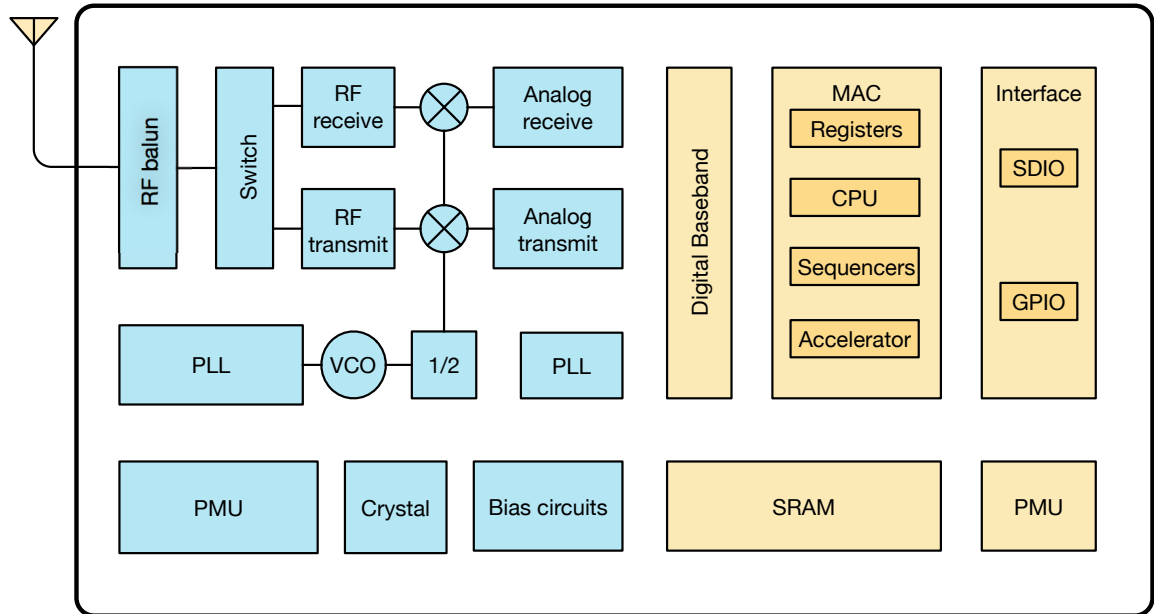 RF balun
Switch
RF
receive
Analog
receive
RF
transmit
Analog
transmit
PLL
VCO
1/2
PLL
PMU
Crystal
Bias circuits
Digital Baseband
MAC
Registers
CPU
Sequencers
Accelerator
Interface
SDIO
GPIO
SRAM
PMU